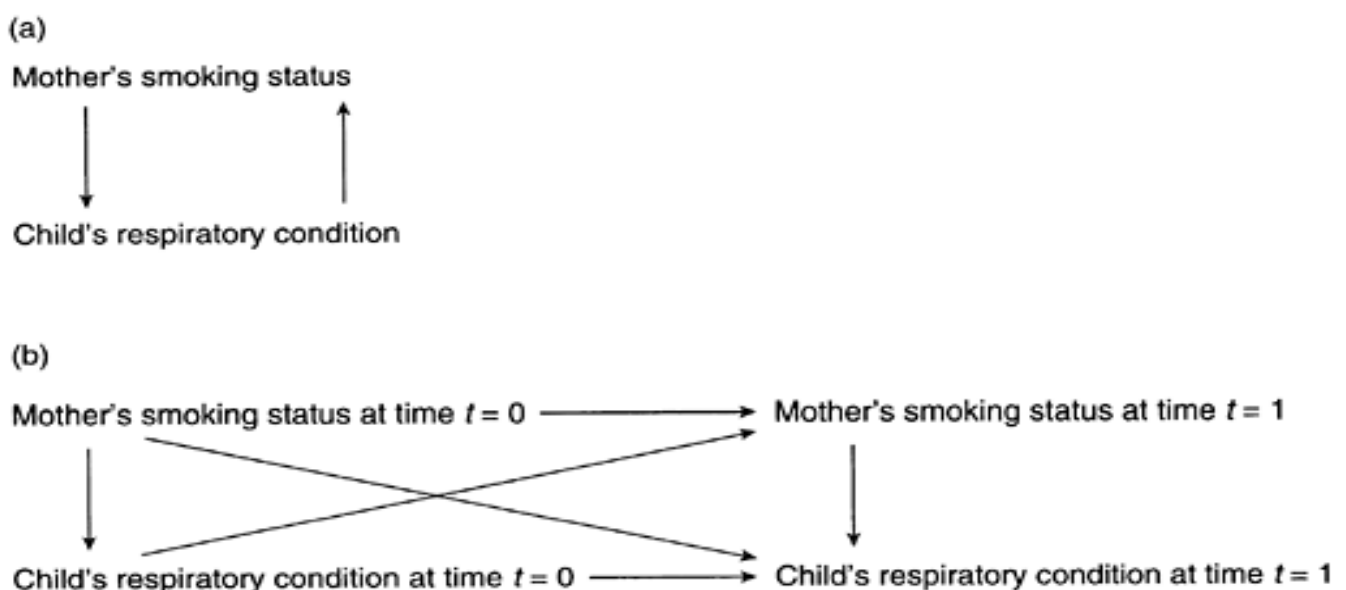 (a)
Mother's smoking status
Child's respiratory condition
(b)
Mother's smoking status at time t = 0
Mother's smoking status at time t = 1
Child's respiratory condition at time t = 0
Child's respiratory condition at time t = 1